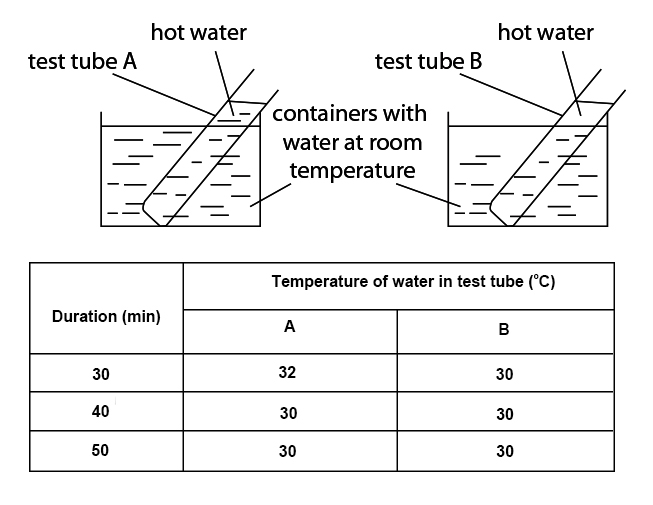 hot water
test tube A
hot water
test tube B
containers with
water at room
temperature
Duration (min)
Temperature of water in test tube (°C)
A
B
30
32
30
40
30
30
50
30
30